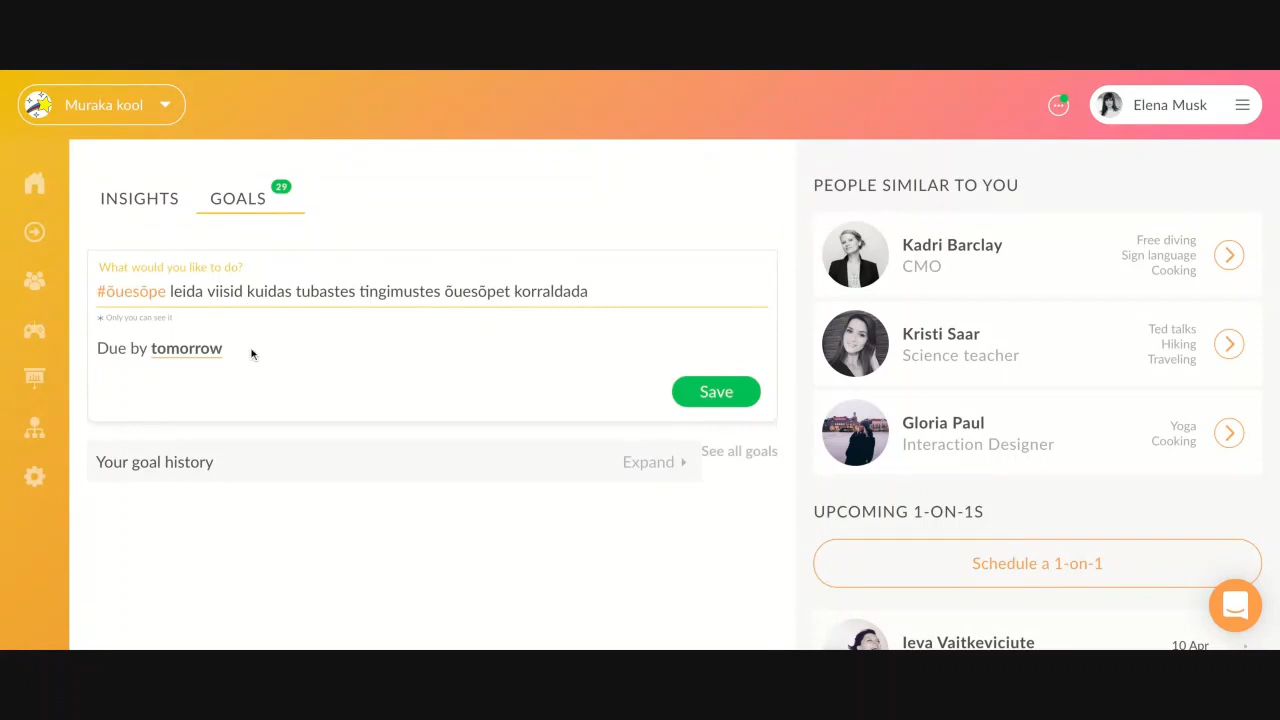 Muraka kool
Elena Musk
INSIGHTS
GOALS
29
What would you like to do?
#õuesõpe leida viisid kuidas tubastes tingimustes õuesõpet korraldada
* Only you can see it
Due by tomorrow
Save
Your goal history
Expand
See all goals
PEOPLE SIMILAR TO YOU
Kadri Barclay
CMO
Free diving
Sign language
Cooking
Kristi Saar
Science teacher
Ted talks
Hiking
Traveling
Gloria Paul
Interaction Designer
Yoga
Cooking
UPCOMING 1-ON-1S
Schedule a 1-on-1
Ieva Vaitkeviciute
10 Apr